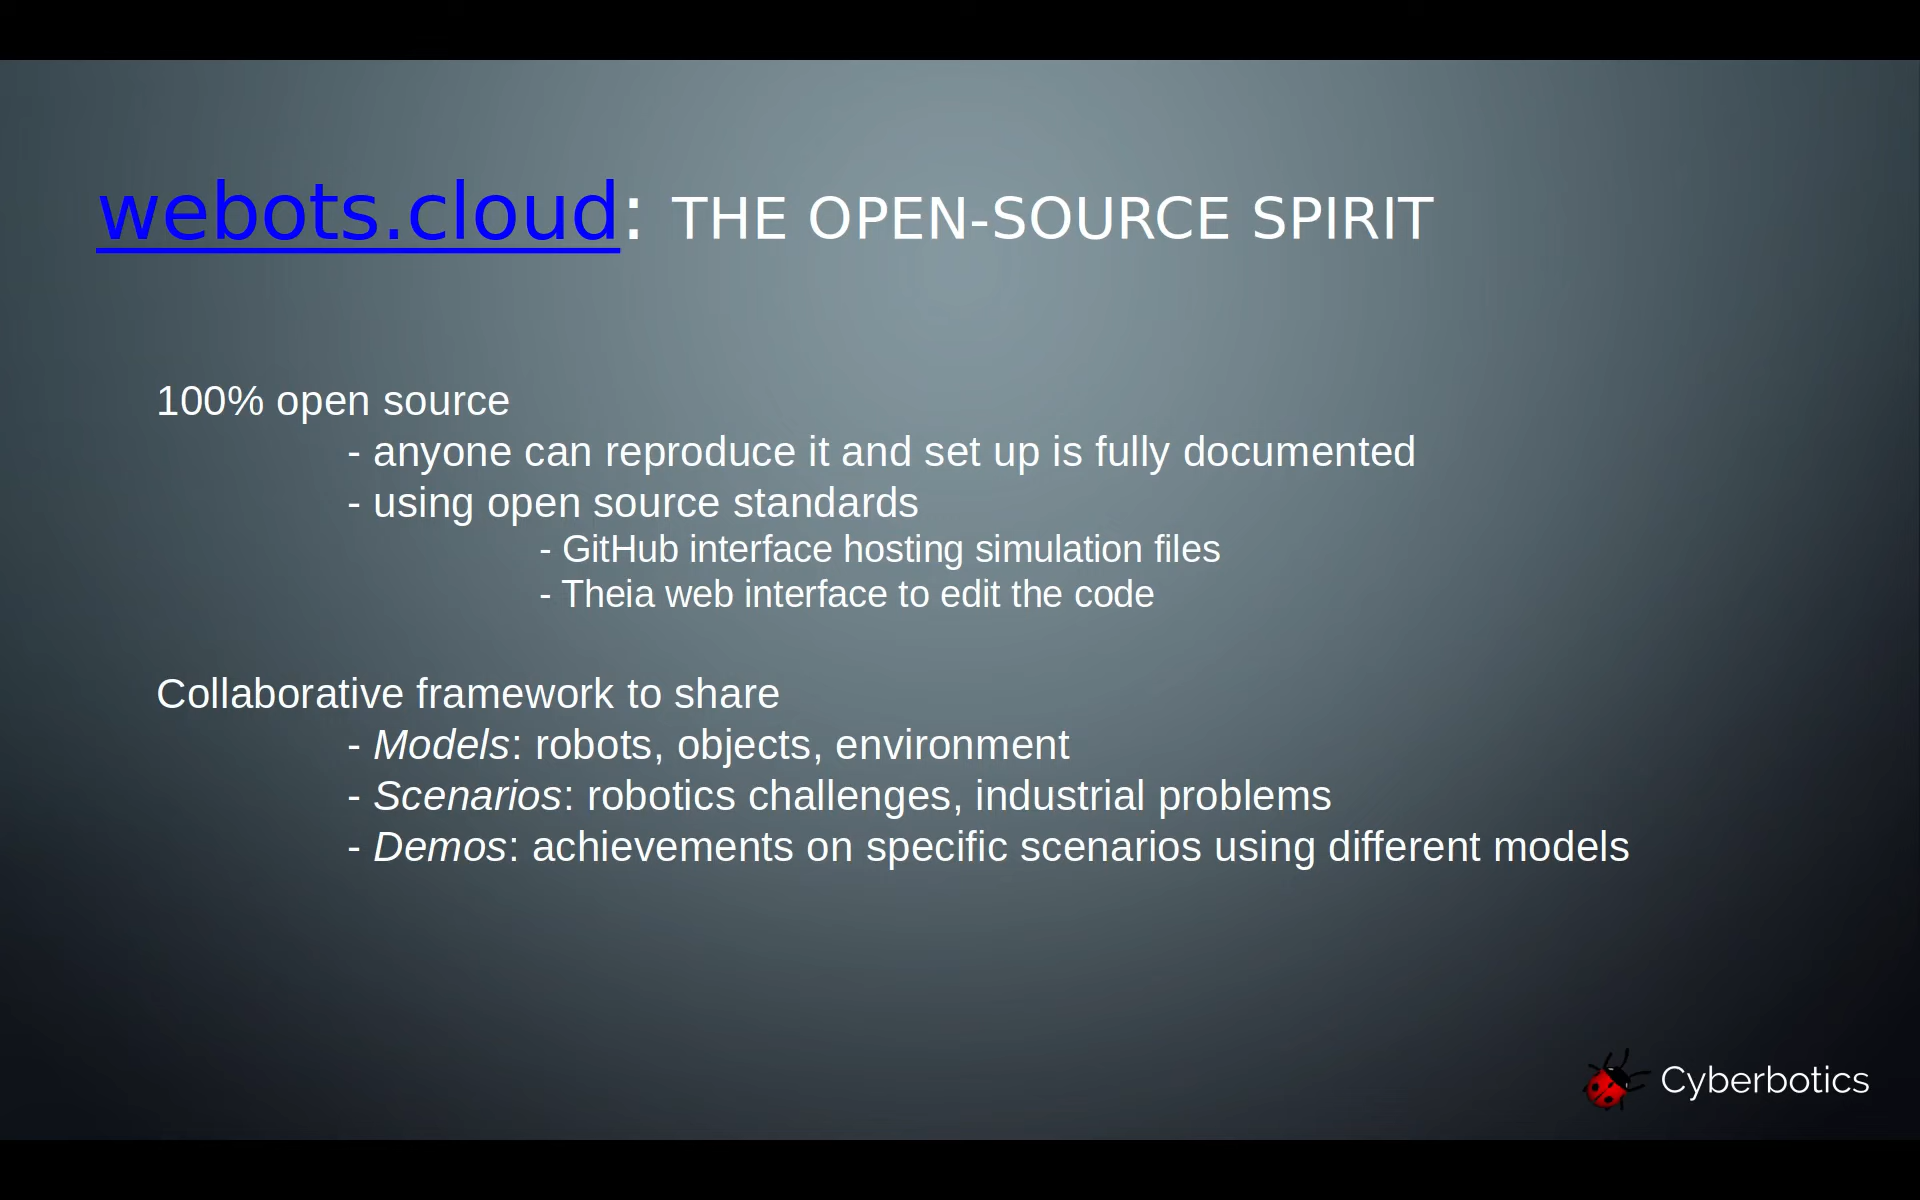 webots.cloud: THE OPEN-SOURCE SPIRIT
100% open source
- anyone can reproduce it and set up is fully documented
- using open source standards
- GitHub interface hosting simulation files
- Theia web interface to edit the code
Collaborative framework to share
- Models: robots, objects, environment
- Scenarios: robotics challenges, industrial problems
- Demos: achievements on specific scenarios using different models
Cyberbotics